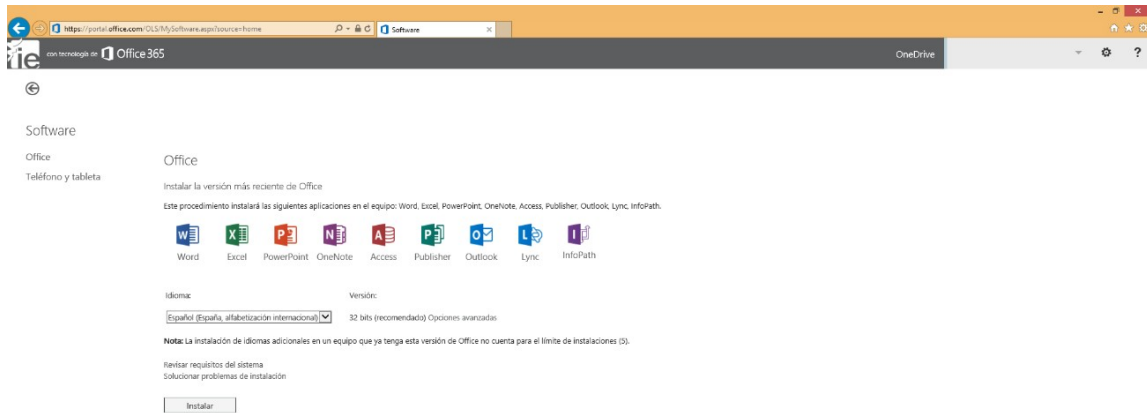 https://portal.office.com/OLS/MySoftware.aspx?source=home
Software
ie con tecnología de Office 365
OneDrive
?
Software
Office
Teléfono y tableta
Office
Instalar la versión más reciente de Office
Este procedimiento instalará las siguientes aplicaciones en el equipo: Word, Excel, PowerPoint, OneNote, Access, Publisher, Outlook, Lync, InfoPath.
Word Excel PowerPoint OneNote Access Publisher Outlook Lync InfoPath
Idioma: Versión:
Español (España, alfabetización internacional) 32 bits (recomendado) Opciones avanzadas
Nota: La instalación de idiomas adicionales en un equipo que ya tenga esta versión de Office no cuenta para el límite de instalaciones (5).
Revisar requisitos del sistema
Solucionar problemas de instalación
Instalar